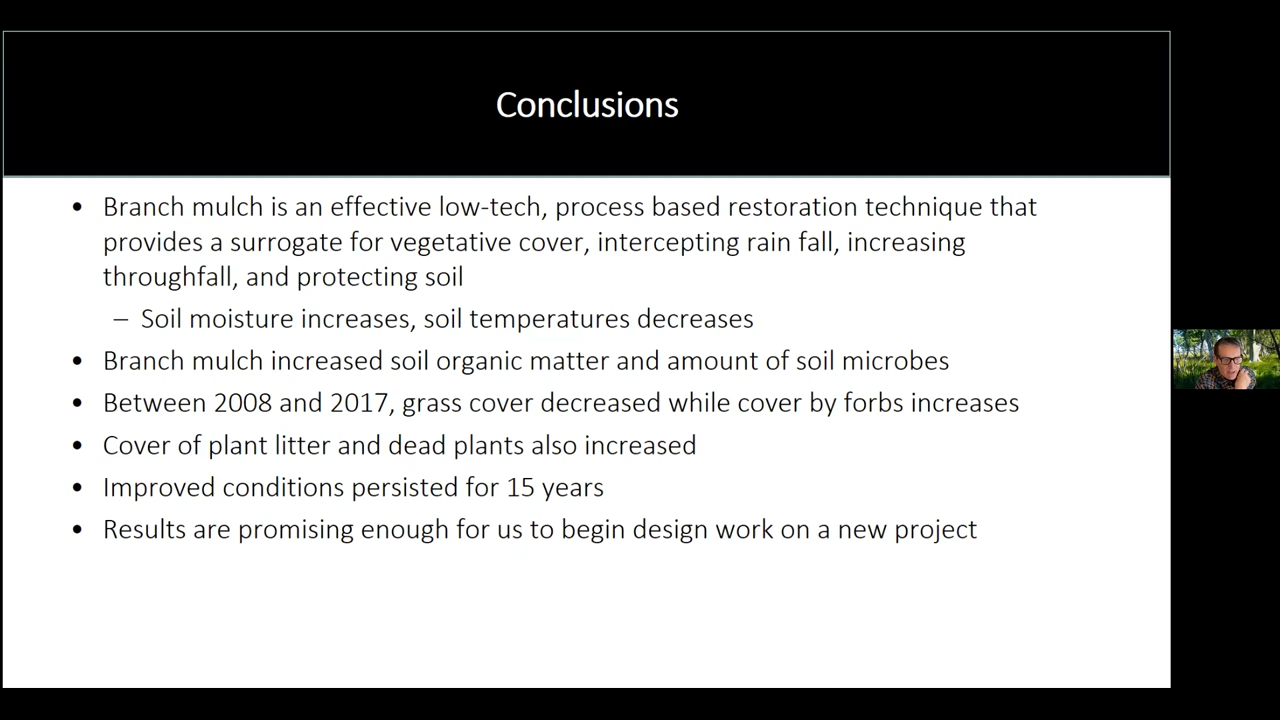 Conclusions
• Branch mulch is an effective low-tech, process based restoration technique that
provides a surrogate for vegetative cover, intercepting rain fall, increasing
throughfall, and protecting soil
– Soil moisture increases, soil temperatures decreases
• Branch mulch increased soil organic matter and amount of soil microbes
• Between 2008 and 2017, grass cover decreased while cover by forbs increases
• Cover of plant litter and dead plants also increased
• Improved conditions persisted for 15 years
• Results are promising enough for us to begin design work on a new project